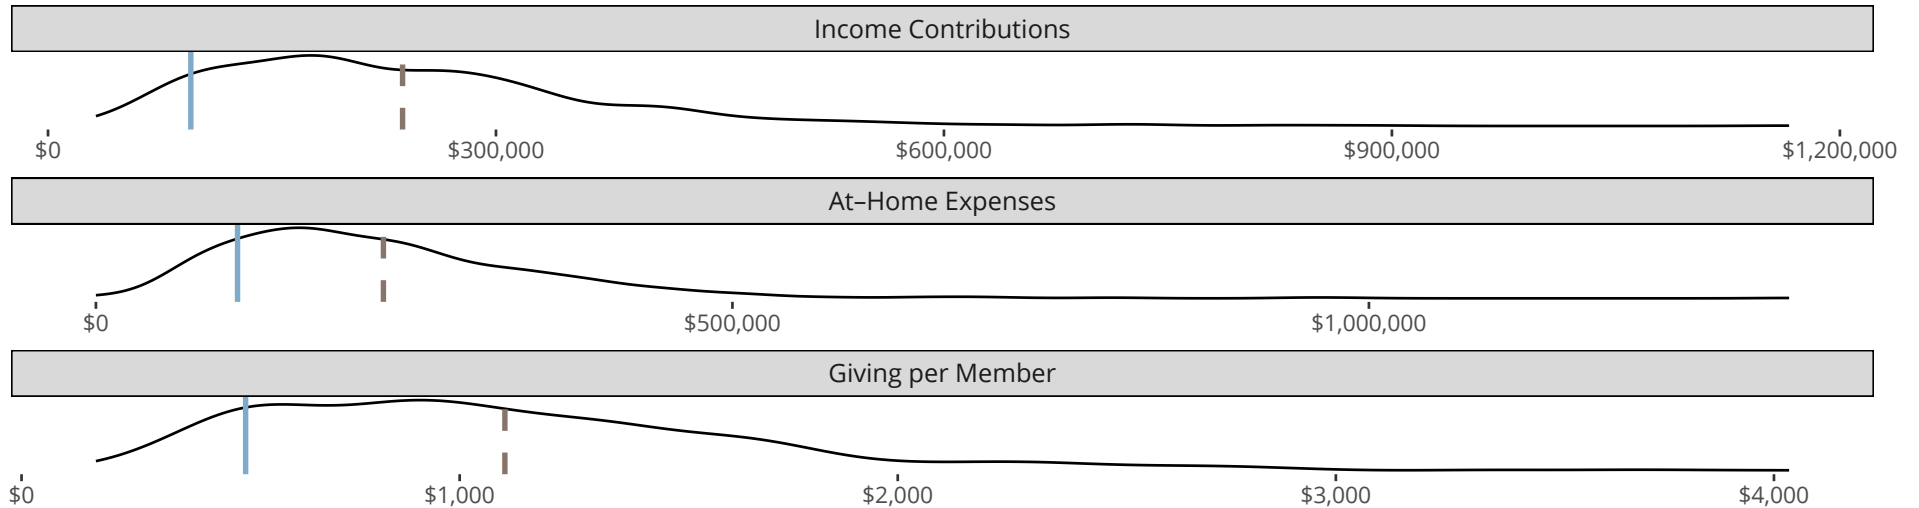 Income Contributions
$0 $300,000 $600,000 $900,000 $1,200,000
At–Home Expenses
$0 $500,000 $1,000,000
Giving per Member
$0 $1,000 $2,000 $3,000 $4,000